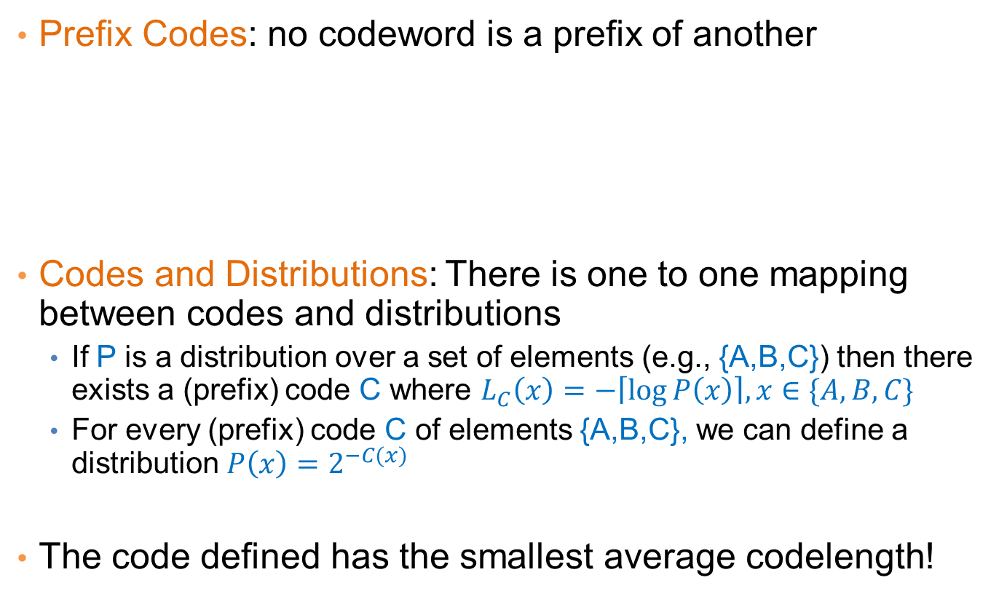 • Prefix Codes: no codeword is a prefix of another
• Codes and Distributions: There is one to one mapping
between codes and distributions
• If P is a distribution over a set of elements (e.g., {A,B,C}) then there
exists a (prefix) code C where $L_C(x) = -\lceil \log P(x) \rceil, x \in \{A, B, C\}$
• For every (prefix) code C of elements {A,B,C}, we can define a
distribution $P(x) = 2^{-C(x)}$
• The code defined has the smallest average codelength!